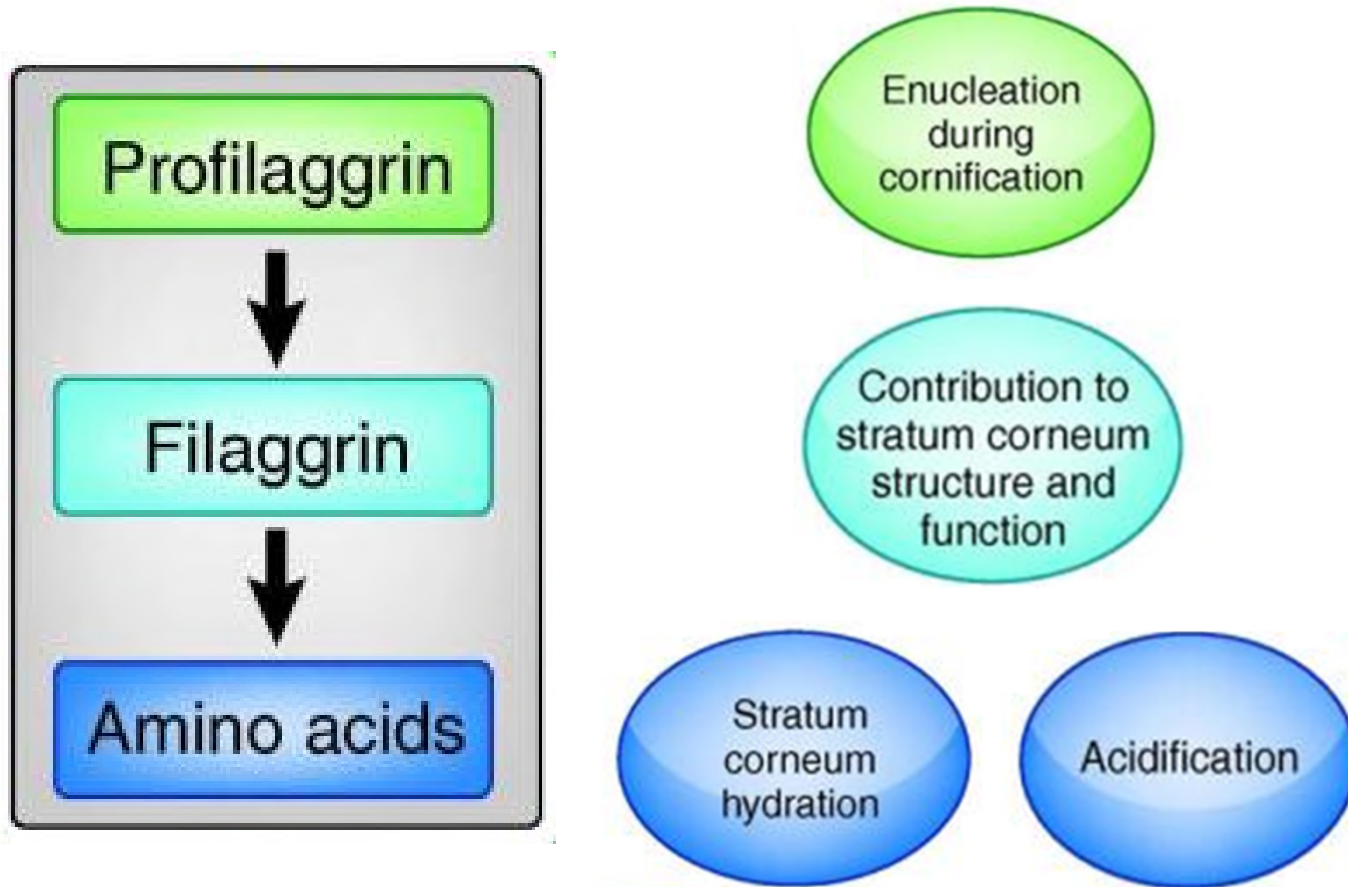 Profilaggrin
Filaggrin
Amino acids
Enucleation
during
cornification
Contribution to
stratum corneum
structure and
function
Stratum
corneum
hydration
Acidification